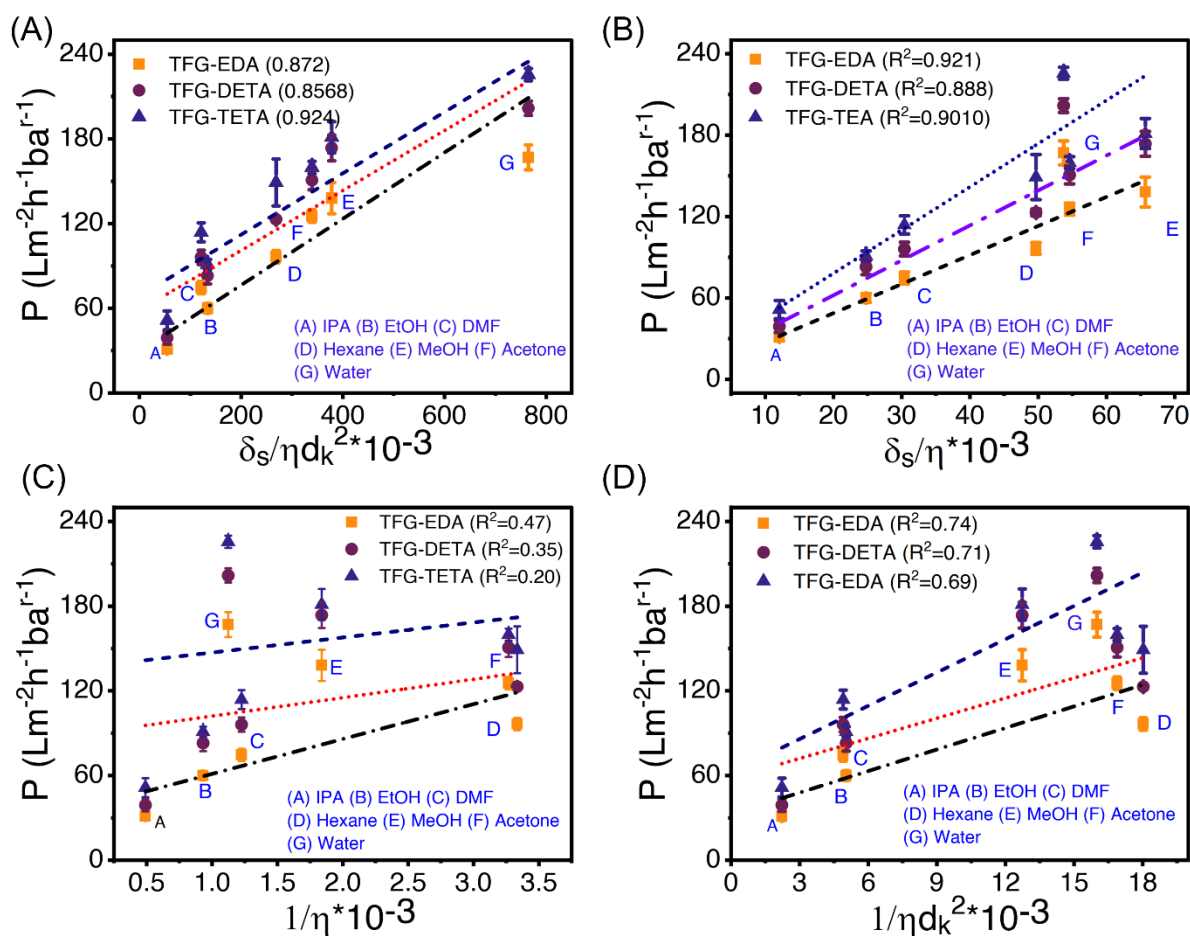 (A)
240
180
120
60
0
P (Lm⁻²h⁻¹barʳ⁻¹)
TFG-EDA (0.872)
TFG-DETA (0.8568)
TFG-TETA (0.924)
A
B
C
D
E
F
G
(A) IPA (B) EtOH (C) DMF
(D) Hexane (E) MeOH (F) Acetone
(G) Water
0 200 400 600 800
δs/ηdk²*10⁻³
(B)
240
180
120
60
0
P (Lm⁻²h⁻¹barʳ⁻¹)
TFG-EDA (R²=0.921)
TFG-DETA (R²=0.888)
TFG-TEA (R²=0.9010)
A
B
C
D
E
F
G
(A) IPA (B) EtOH (C) DMF
(D) Hexane (E) MeOH (F) Acetone
(G) Water
10 20 30 40 50 60 70
δs/η*10⁻³
(C)
240
180
120
60
0
P (Lm⁻²h⁻¹barʳ⁻¹)
TFG-EDA (R²=0.47)
TFG-DETA (R²=0.35)
TFG-TETA (R²=0.20)
A
B
C
D
E
F
G
(A) IPA (B) EtOH (C) DMF
(D) Hexane (E) MeOH (F) Acetone
(G) Water
0.5 1.0 1.5 2.0 2.5 3.0 3.5
1/η*10⁻³
(D)
240
180
120
60
0
P (Lm⁻²h⁻¹barʳ⁻¹)
TFG-EDA (R²=0.74)
TFG-DETA (R²=0.71)
TFG-EDA (R²=0.69)
A
B
C
D
E
F
G
(A) IPA (B) EtOH (C) DMF
(D) Hexane (E) MeOH (F) Acetone
(G) Water
0 3 6 9 12 15 18
1/ηdk²*10⁻³